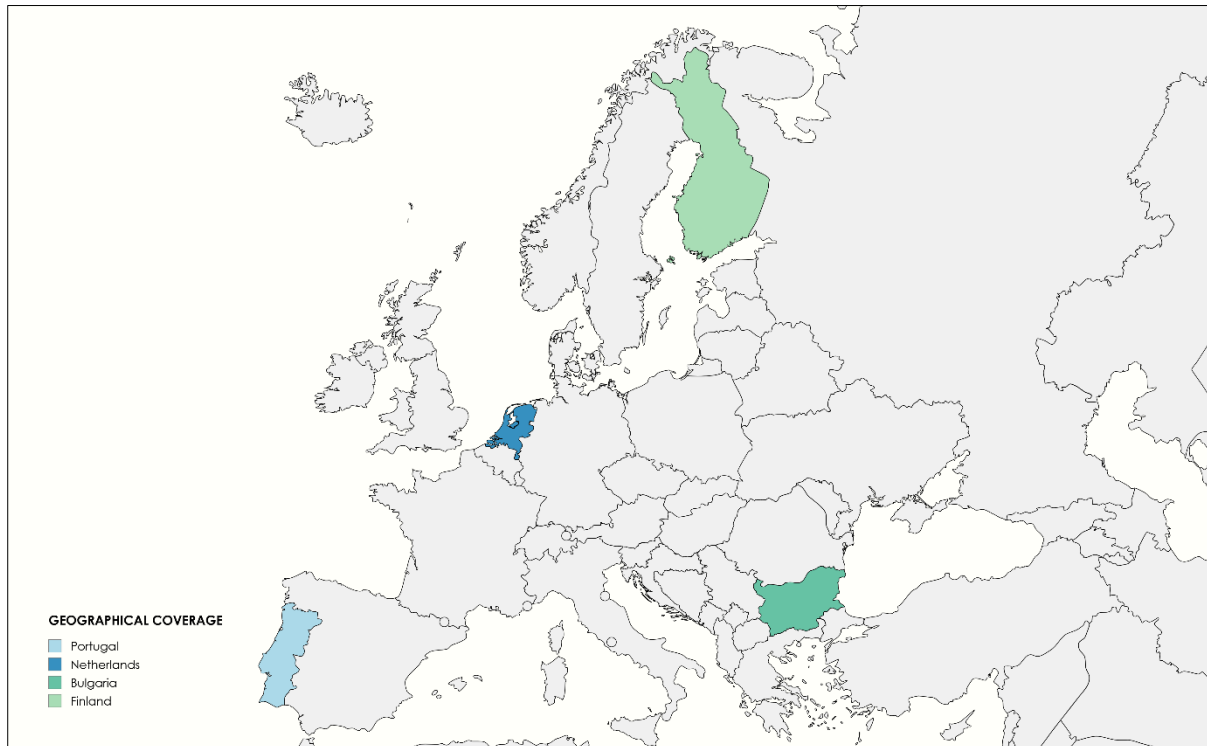 GEOGRAPHICAL COVERAGE
Portugal
Netherlands
Bulgaria
Finland